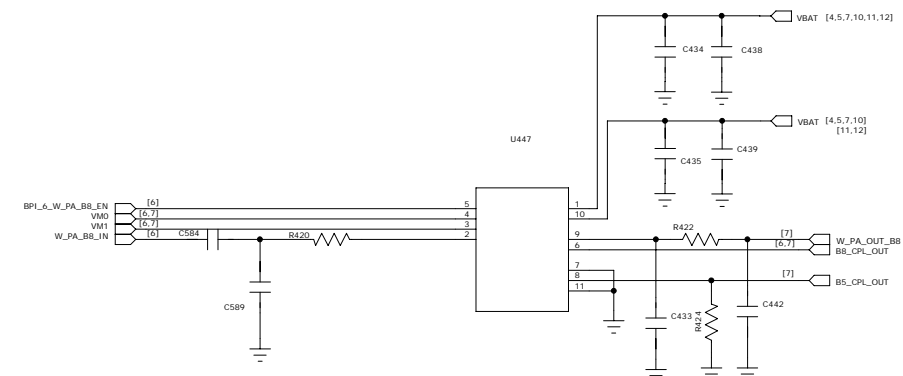 VBAT [4,5,7,10,11,12]
C434
C438
VBAT [4,5,7,10]
[11,12]
U447
C435
C439
BPI_6_W_PA_B8_EN [6] 5
VM0 [6,7] 4
VM1 [6,7] 3
W_PA_B8_IN [6] C584 R420 2
1
10
R422
9 [7] W_PA_OUT_B8
6 [6,7] B8_CPL_OUT
7
8 [7] B5_CPL_OUT
11
C589
C433
R424
C442